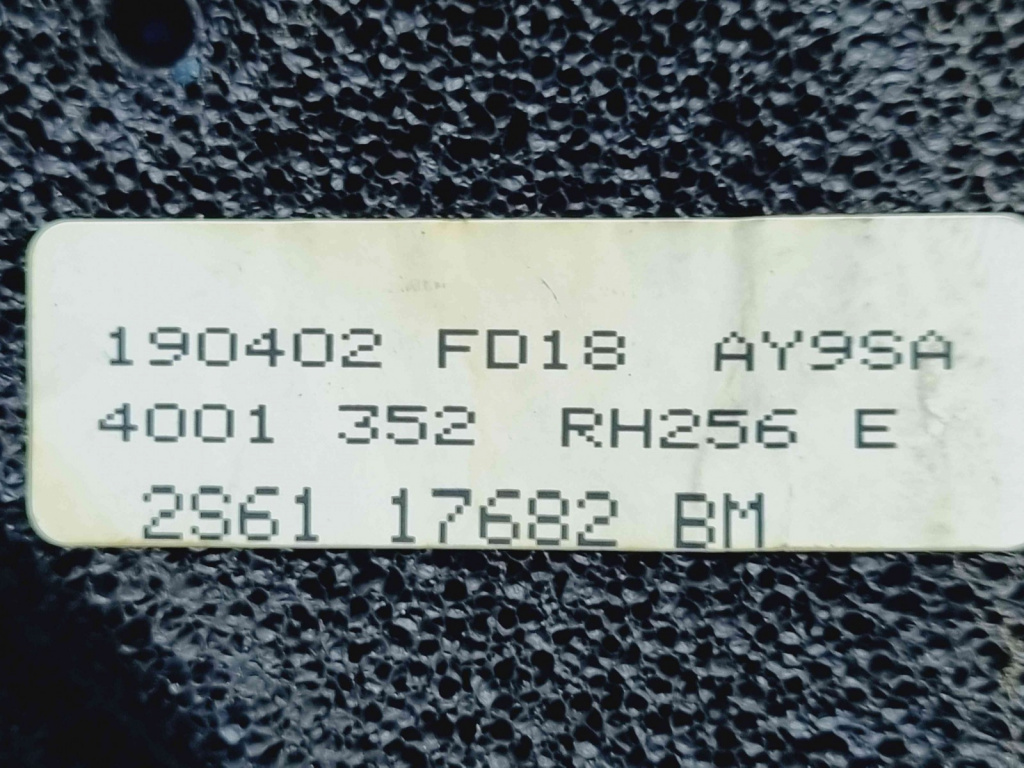 190402 FD18 AY9SA
4001 352 RH256 E
2S61 17682 BM